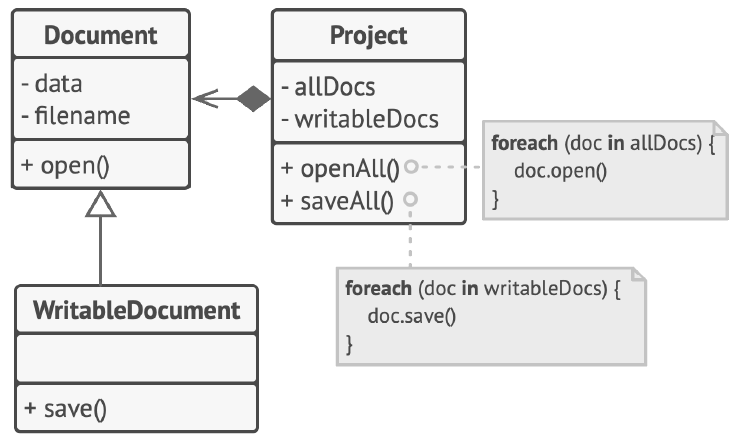 Document
- data
- filename
+ open()
Project
- allDocs
- writableDocs
+ openAll()
+ saveAll()
foreach (doc in allDocs) {
doc.open()
}
foreach (doc in writableDocs) {
doc.save()
}
WritableDocument
+ save()